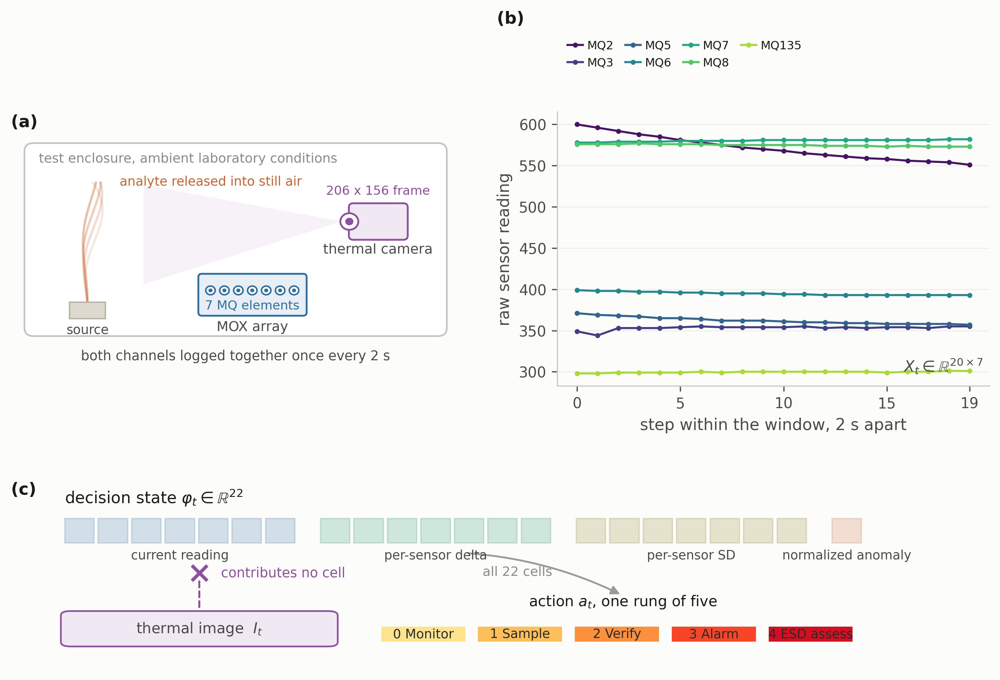 (a)
test enclosure, ambient laboratory conditions
analyte released into still air
206 x 156 frame
thermal camera
7 MQ elements
MOX array
source
both channels logged together once every 2 s
(b)
MQ2 MQ5 MQ7 MQ135
MQ3 MQ6 MQ8
raw sensor reading
600
550
500
450
400
350
300
X_t ∈ ℝ^{20 × 7}
0 5 10 15 19
step within the window, 2 s apart
(c)
decision state φ_t ∈ ℝ^{22}
current reading per-sensor delta per-sensor SD normalized anomaly
contributes no cell
all 22 cells
thermal image I_t
action a_t, one rung of five
0 Monitor 1 Sample 2 Verify 3 Alarm 4 ESD assess